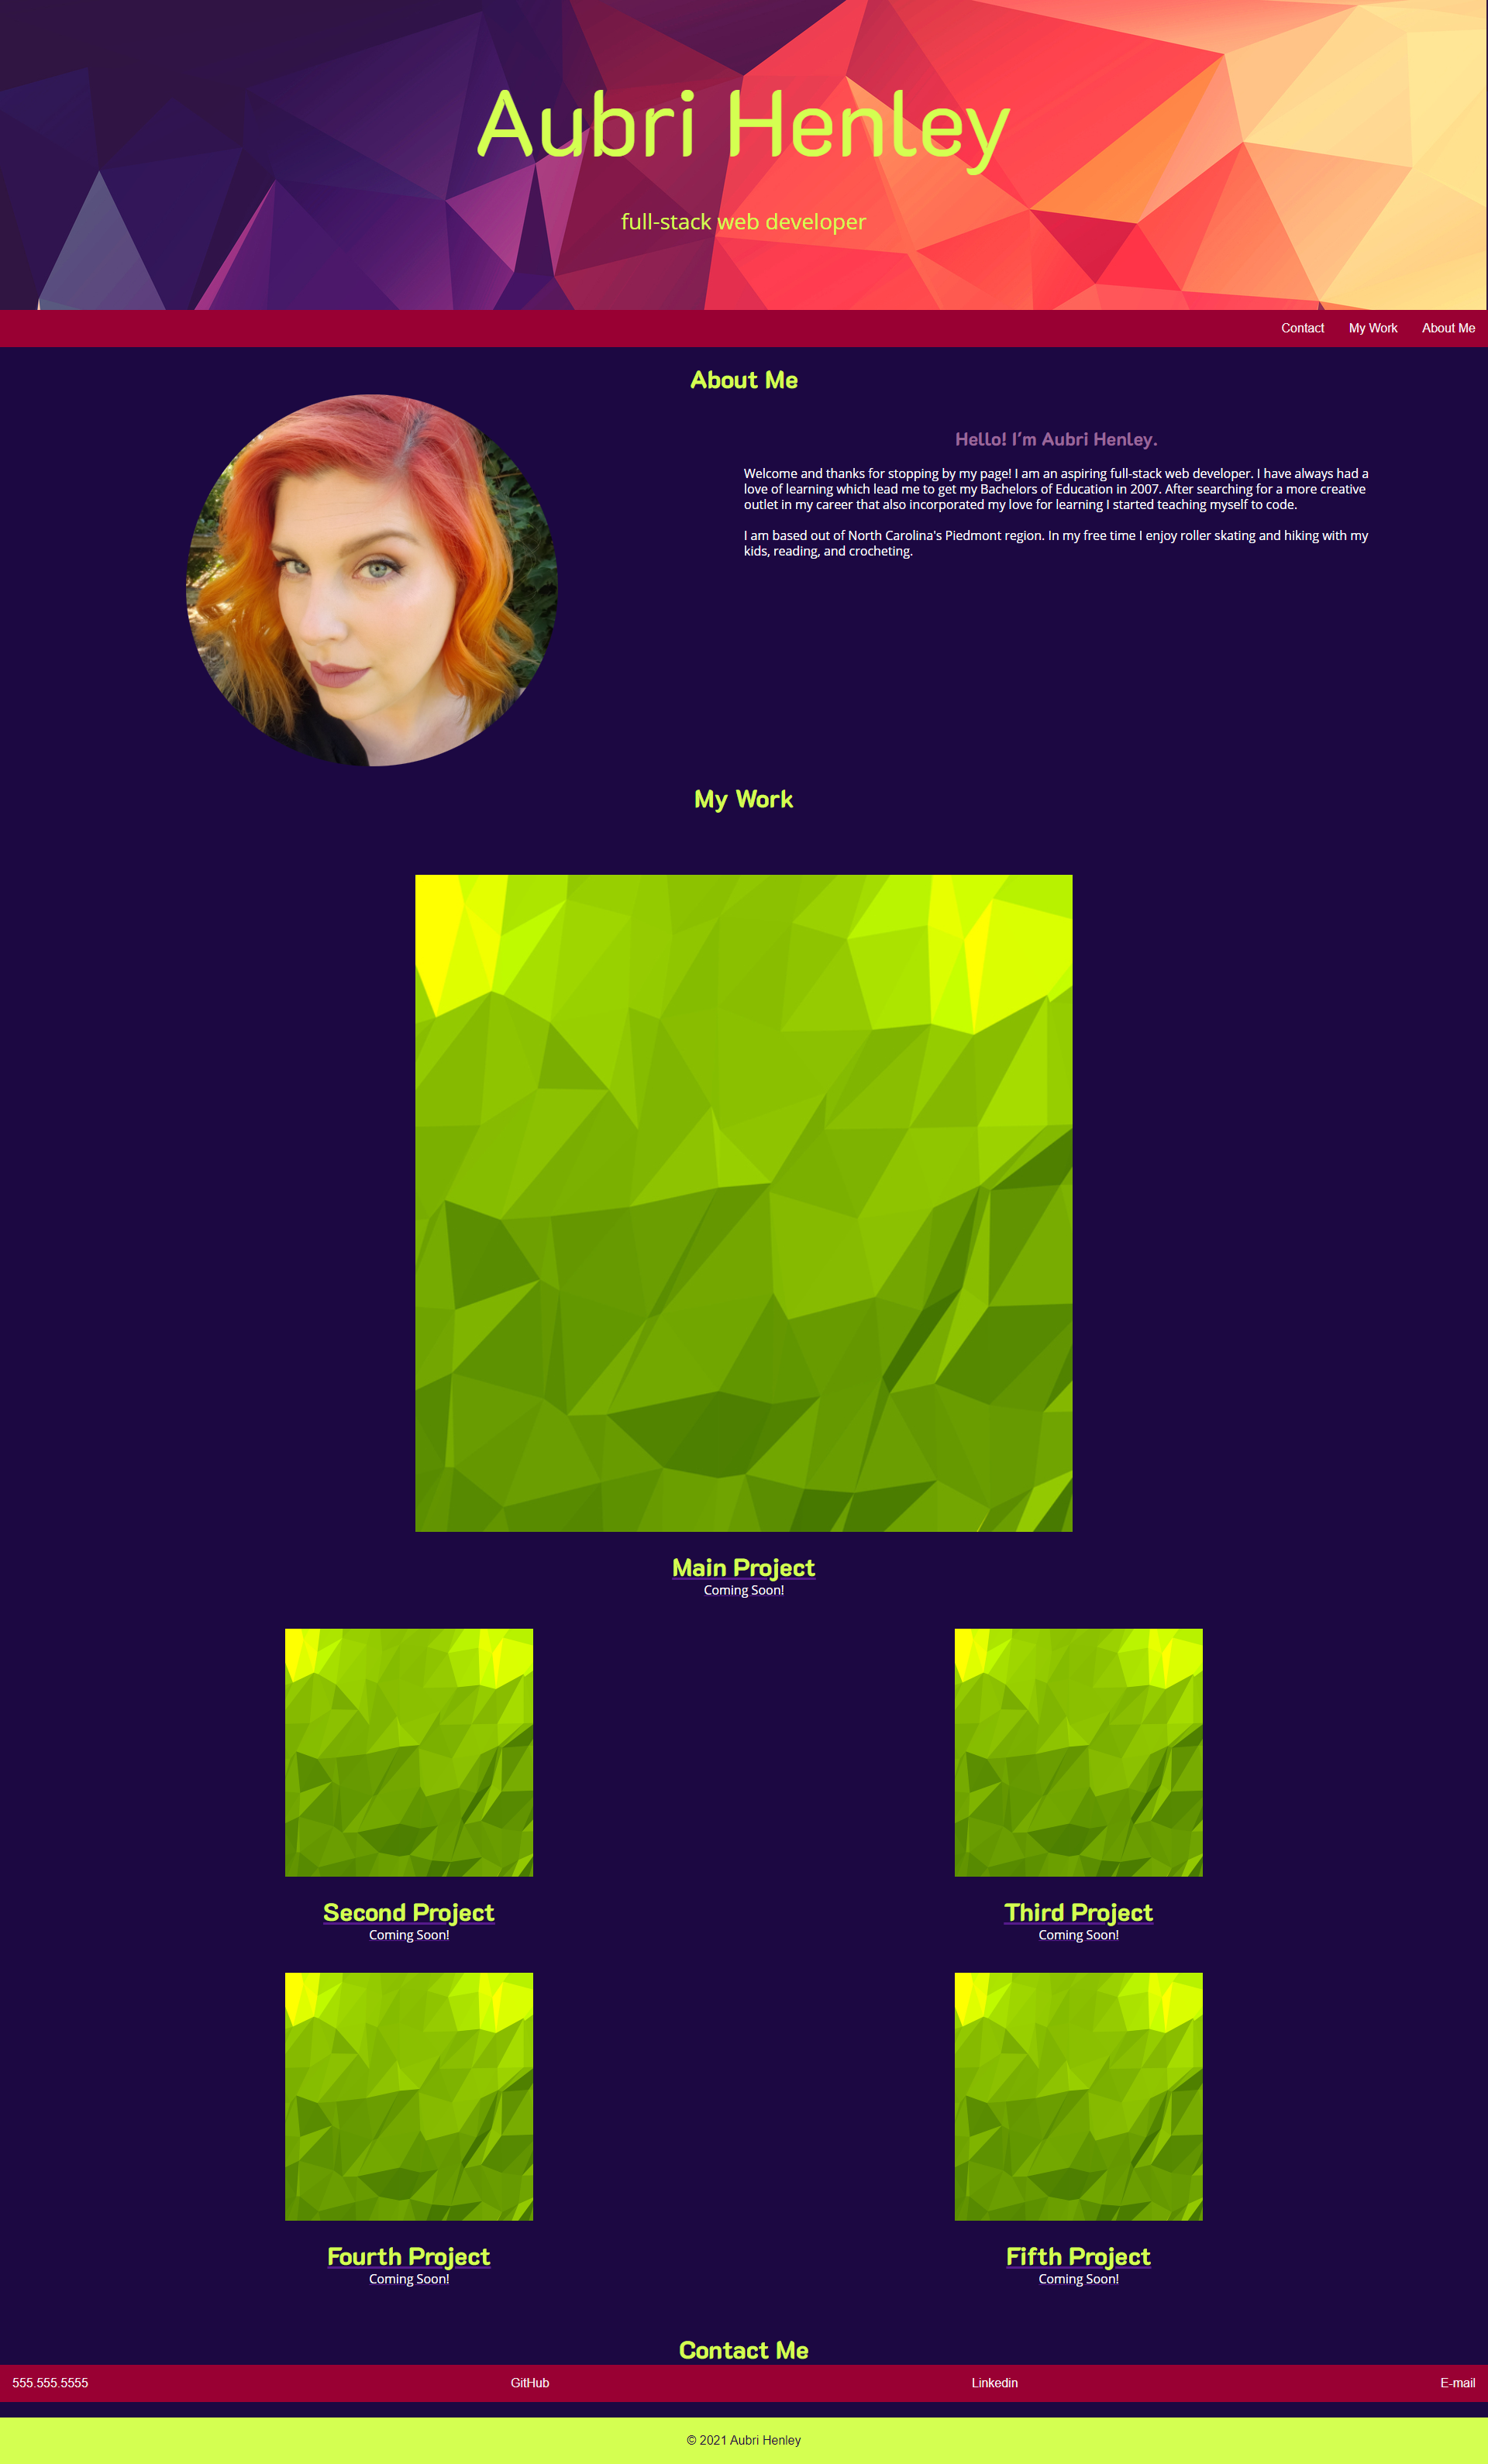 Aubri Henley
full-stack web developer
Contact My Work About Me
About Me
Hello! I'm Aubri Henley.
Welcome and thanks for stopping by my page! I am an aspiring full-stack web developer. I have always had a
love of learning which lead me to get my Bachelors of Education in 2007. After searching for a more creative
outlet in my career that also incorporated my love for learning I started teaching myself to code.
I am based out of North Carolina's Piedmont region. In my free time I enjoy roller skating and hiking with my
kids, reading, and crocheting.
My Work
Main Project
Coming Soon!
Second Project
Coming Soon!
Third Project
Coming Soon!
Fourth Project
Coming Soon!
Fifth Project
Coming Soon!
Contact Me
555.555.5555 GitHub Linkedin E-mail
© 2021 Aubri Henley